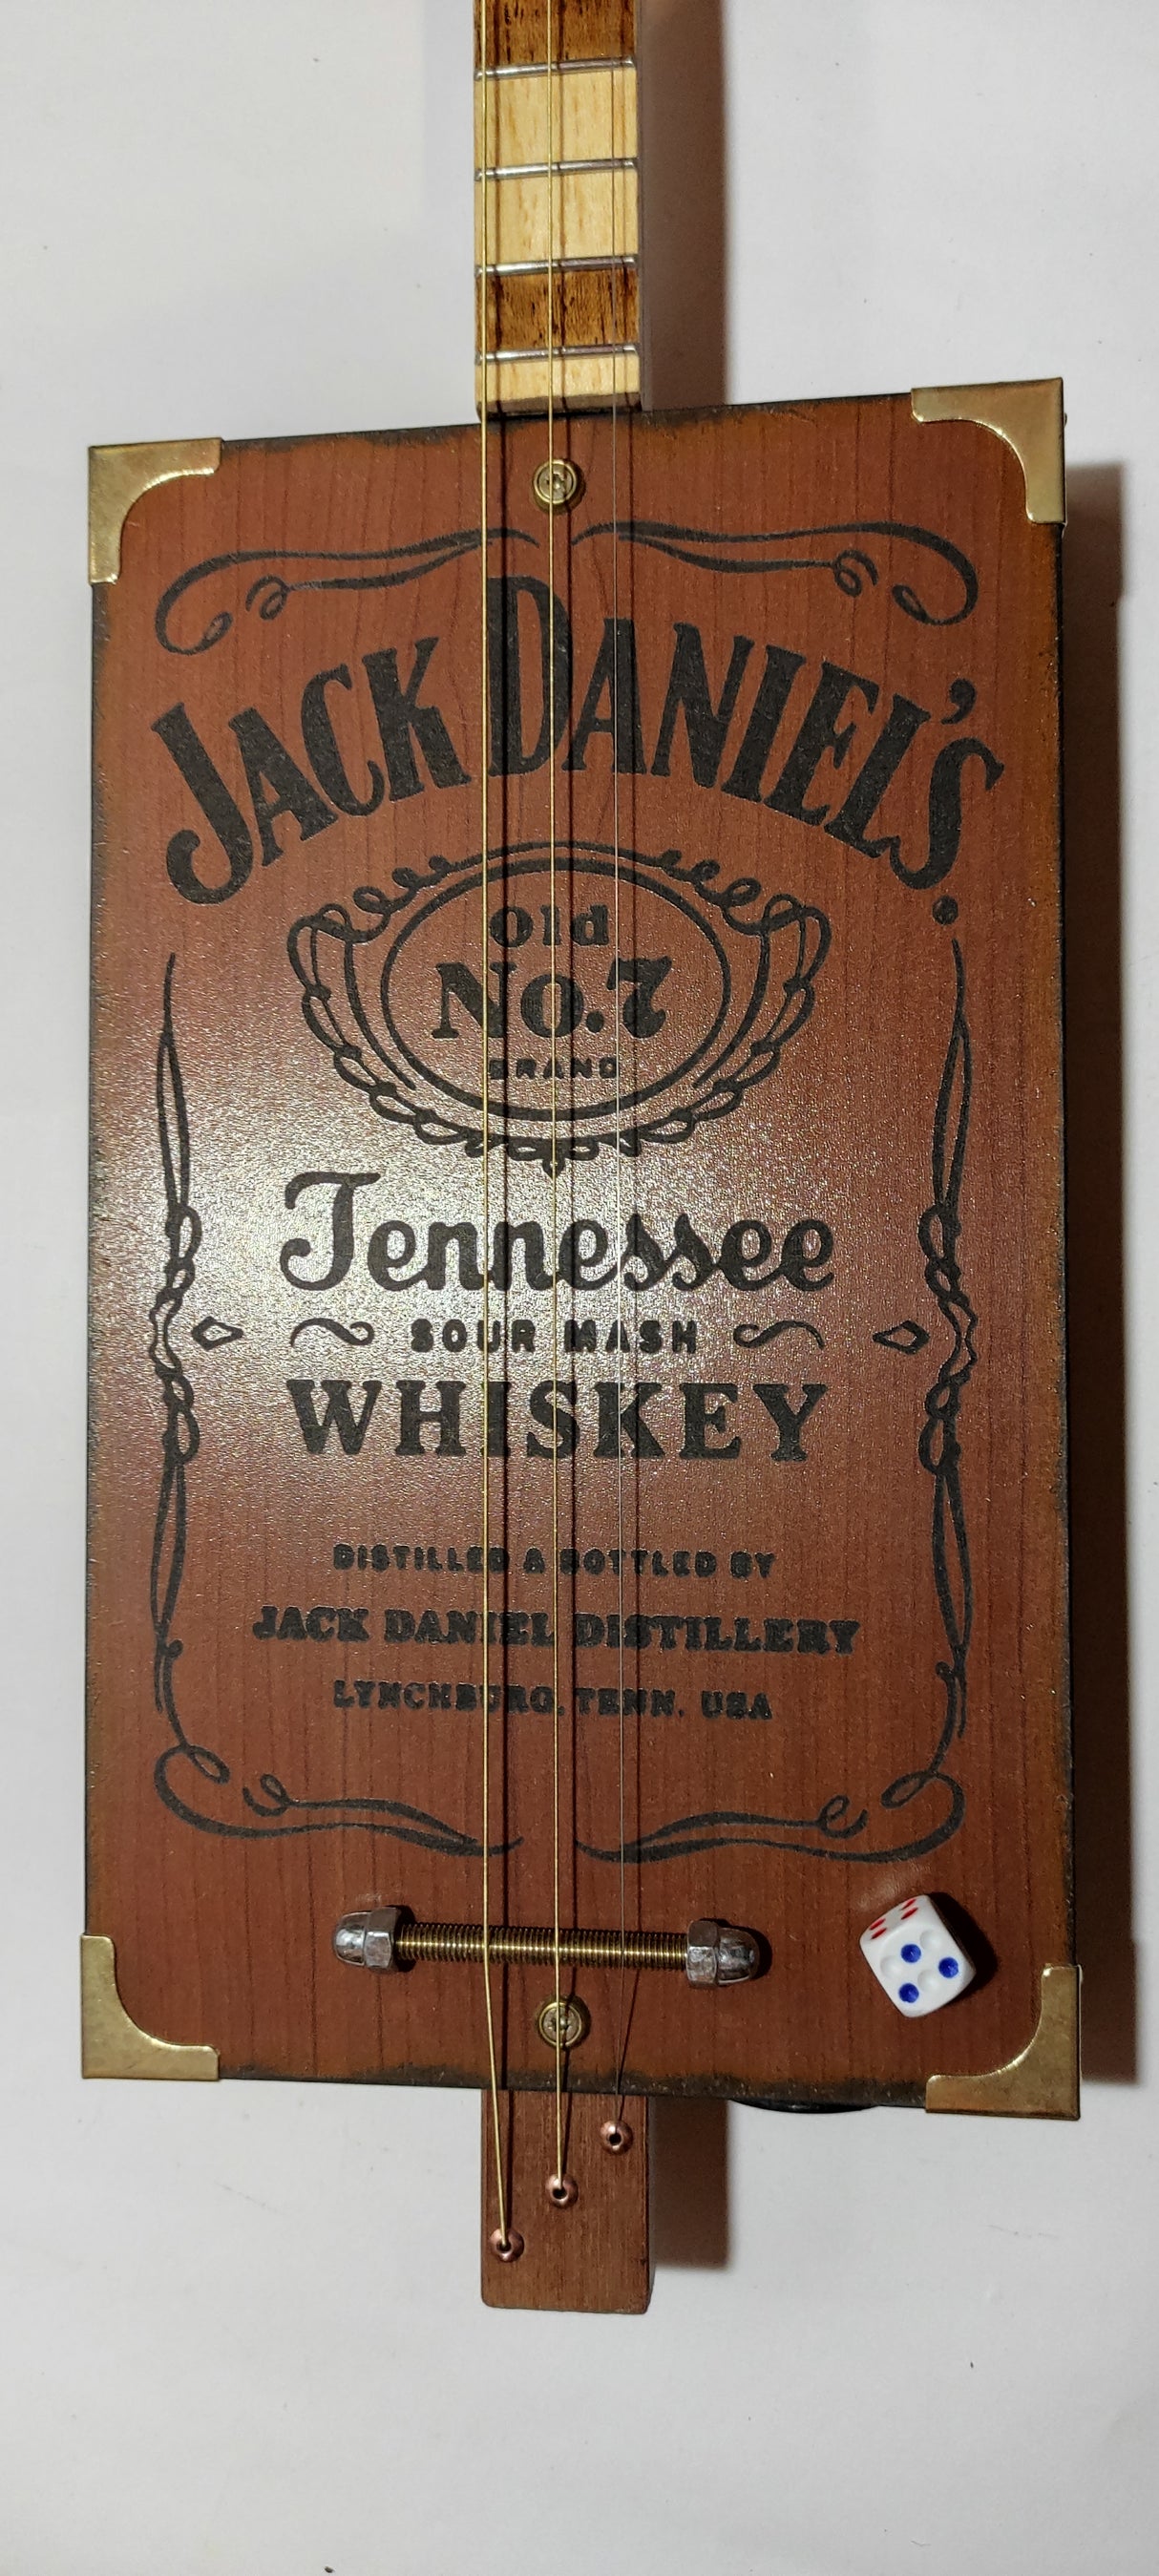 JACK DANIEL'S
Old
No.7
BRAND
Tennessee
SOUR MASH
WHISKEY
DISTILLED & BOTTLED BY
JACK DANIEL DISTILLERY
LYNCHBURG, TENN. USA